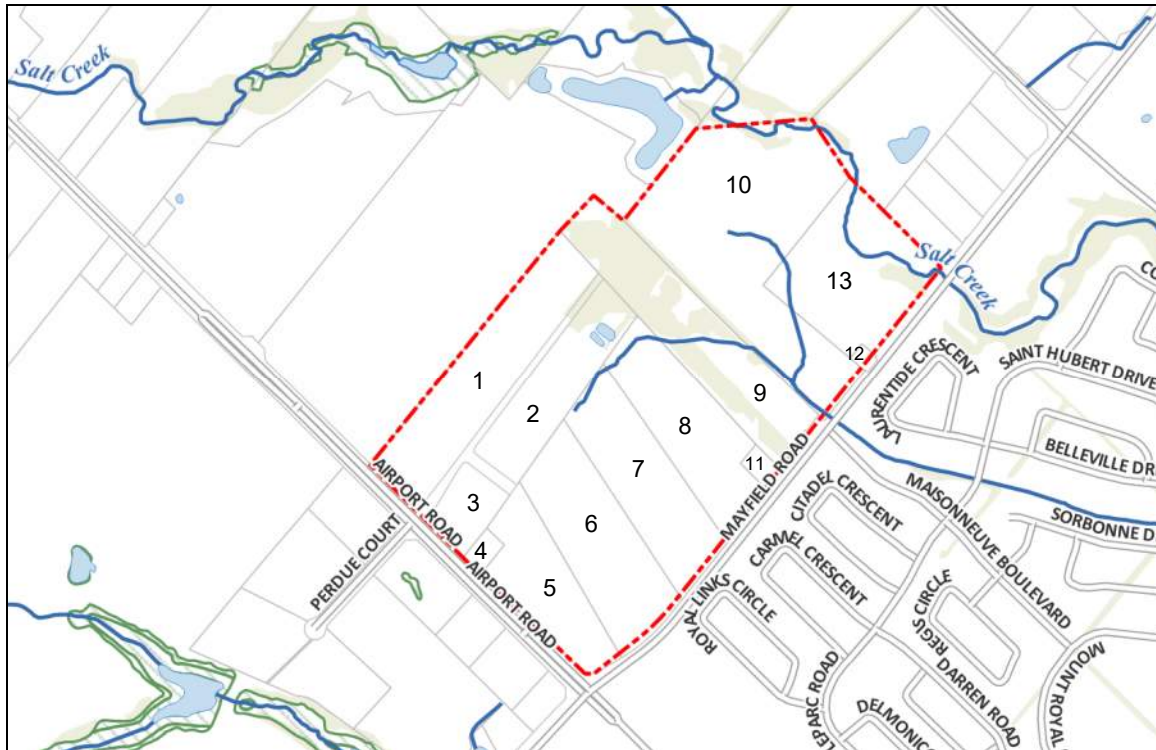 Salt Creek
10
13
Salt Creek
12
1
2
9
8
11
7
3
6
4
5
AIRPORT ROAD
AIRPORT ROAD
PERDUE COURT
MAYFIELD ROAD
LAURENTIDE CRESCENT
SAINT HUBERT DRIVE
BELLEVILLE DR
SORBONNE D
MAISONNEUVE BOULEVARD
CITADEL CRESCENT
CARMEL CRESCENT
ROYAL LINKS CIRCLE
REGIS CIRCLE
DARREN ROAD
LEPARC ROAD
DELMONIC
MOUNT ROYAL
CO